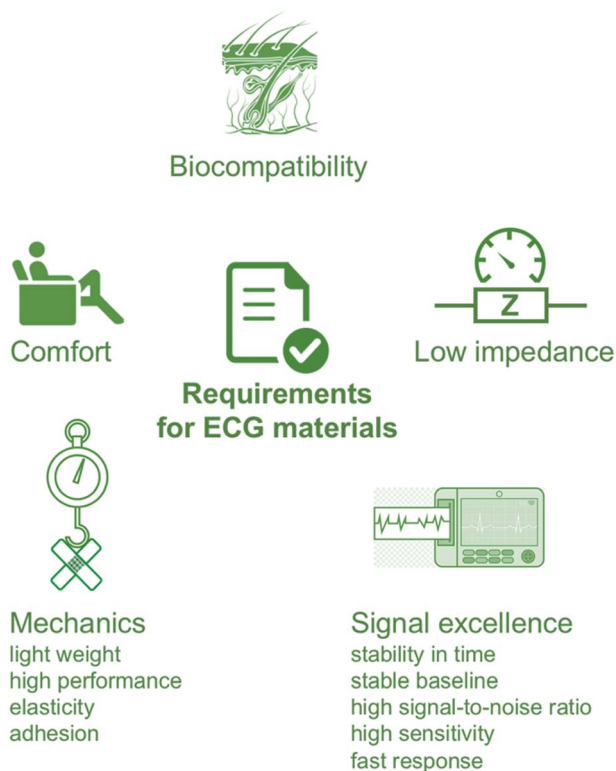 Biocompatibility
Comfort
Z
Low impedance
Requirements
for ECG materials
Mechanics
light weight
high performance
elasticity
adhesion
Signal excellence
stability in time
stable baseline
high signal-to-noise ratio
high sensitivity
fast response